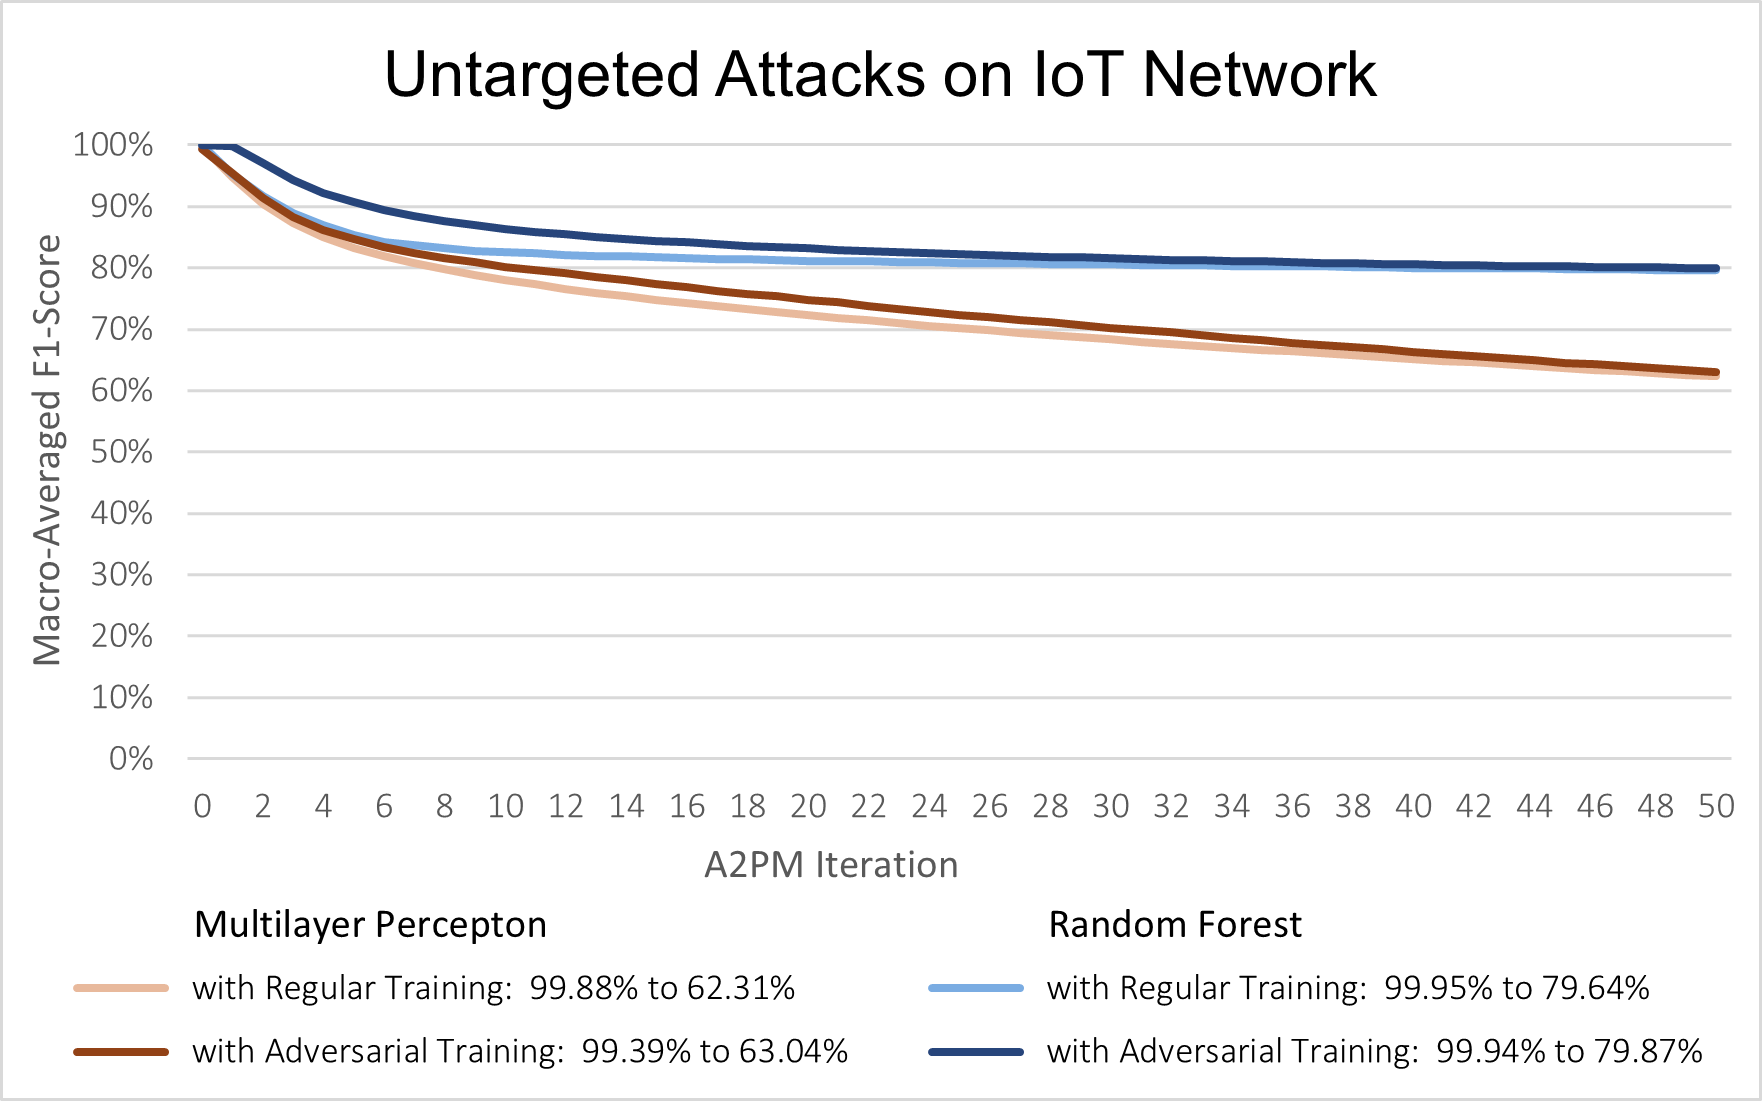 Untargeted Attacks on IoT Network
Macro-Averaged F1-Score
100%
90%
80%
70%
60%
50%
40%
30%
20%
10%
0%
0 2 4 6 8 10 12 14 16 18 20 22 24 26 28 30 32 34 36 38 40 42 44 46 48 50
A2PM Iteration
Multilayer Percepton
with Regular Training: 99.88% to 62.31%
with Adversarial Training: 99.39% to 63.04%
Random Forest
with Regular Training: 99.95% to 79.64%
with Adversarial Training: 99.94% to 79.87%